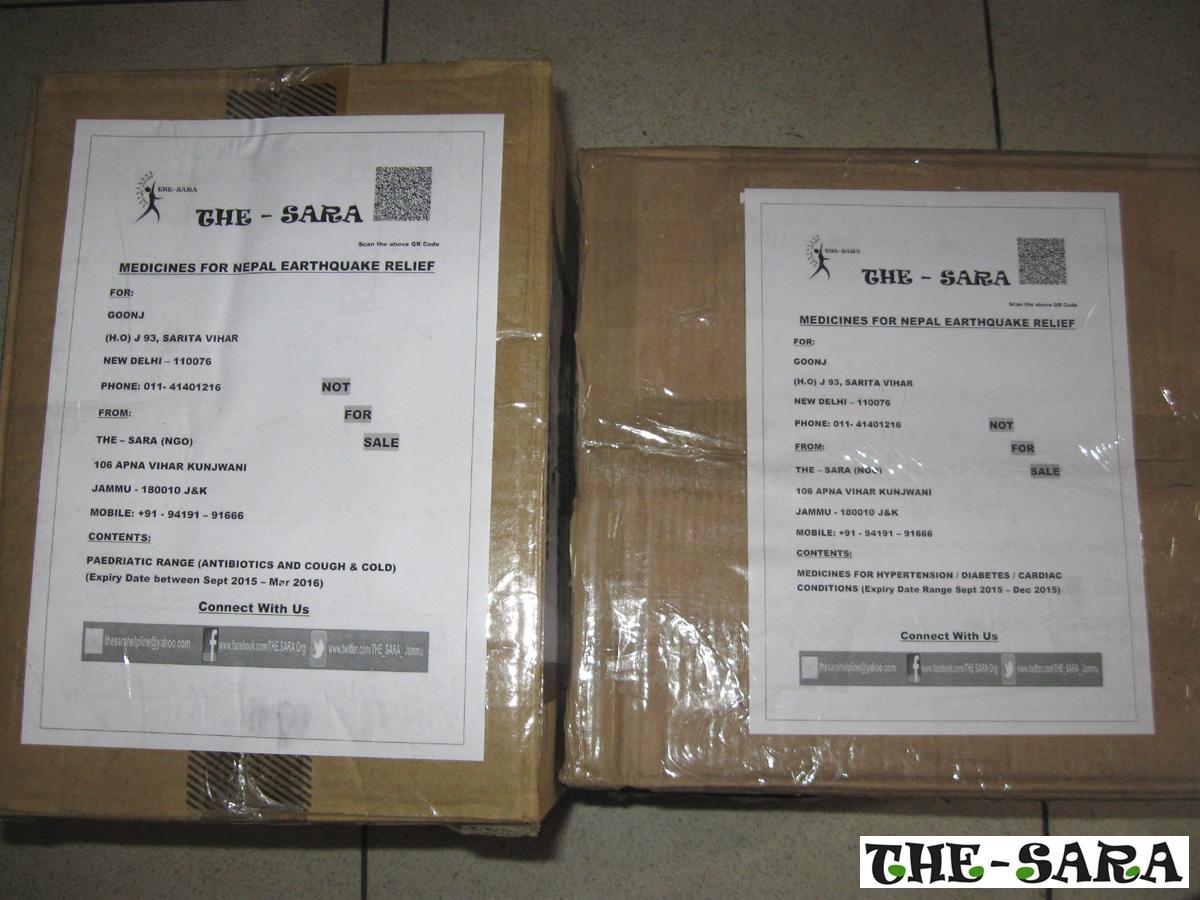 THE-SARA
THE - SARA
Scan the above QR Code
MEDICINES FOR NEPAL EARTHQUAKE RELIEF
FOR:
GOONJ
(H.O) J 93, SARITA VIHAR
NEW DELHI – 110076
PHONE: 011- 41401216
NOT
FROM:
FOR
THE – SARA (NGO)
SALE
106 APNA VIHAR KUNJWANI
JAMMU - 180010 J&K
MOBILE: +91 - 94191 – 91666
CONTENTS:
PAEDRIATIC RANGE (ANTIBIOTICS AND COUGH & COLD)
(Expiry Date between Sept 2015 – Mar 2016)
Connect With Us
thesarahelpline@yahoo.com f www.facebook.com/THE.SARA.Org www.twitter.com/THE_SARA_Jammu
THE-SARA
THE - SARA
Scan the above QR Code
MEDICINES FOR NEPAL EARTHQUAKE RELIEF
FOR:
GOONJ
(H.O) J 93, SARITA VIHAR
NEW DELHI – 110076
PHONE: 011- 41401216
NOT
FROM:
FOR
THE – SARA (NGO)
SALE
106 APNA VIHAR KUNJWANI
JAMMU - 180010 J&K
MOBILE: +91 - 94191 – 91666
CONTENTS:
MEDICINES FOR HYPERTENSION / DIABETES / CARDIAC
CONDITIONS (Expiry Date Range Sept 2015 – Dec 2015)
Connect With Us
thesarahelpline@yahoo.com f www.facebook.com/THE.SARA.Org www.twitter.com/THE_SARA_Jammu
THE-SARA